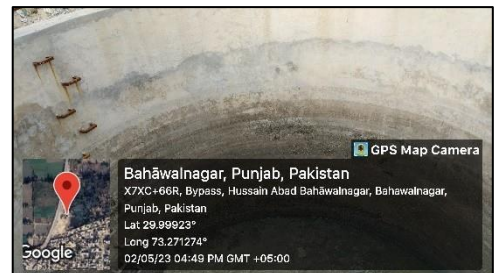 GPS Map Camera
Bahāwalnagar, Punjab, Pakistan
X7XC+66R, Bypass, Hussain Abad Bahāwalnagar, Bahawalnagar,
Punjab, Pakistan
Lat 29.99923°
Long 73.271274°
02/05/23 04:49 PM GMT +05:00
Google